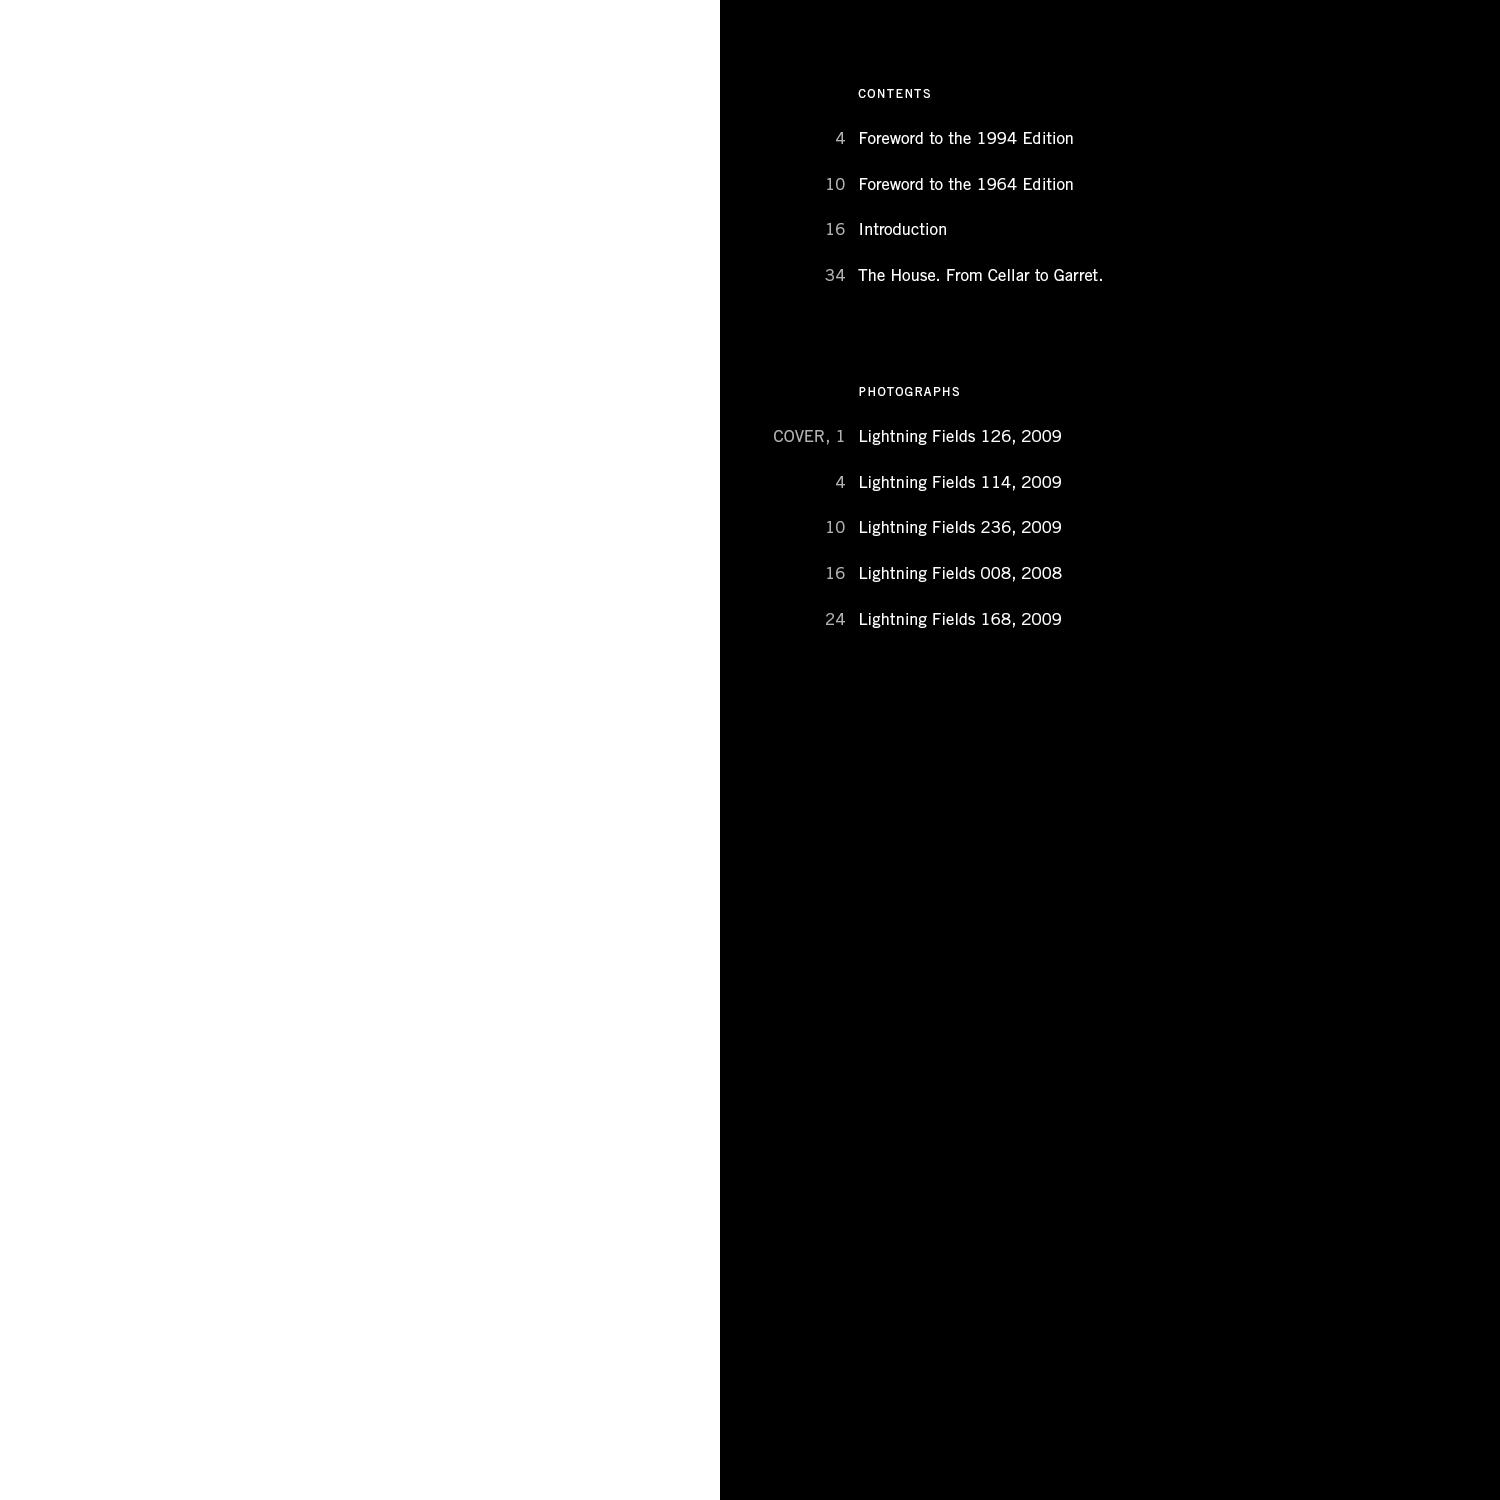 CONTENTS
4 Foreword to the 1994 Edition
10 Foreword to the 1964 Edition
16 Introduction
34 The House. From Cellar to Garret.
PHOTOGRAPHS
COVER, 1 Lightning Fields 126, 2009
4 Lightning Fields 114, 2009
10 Lightning Fields 236, 2009
16 Lightning Fields 008, 2008
24 Lightning Fields 168, 2009